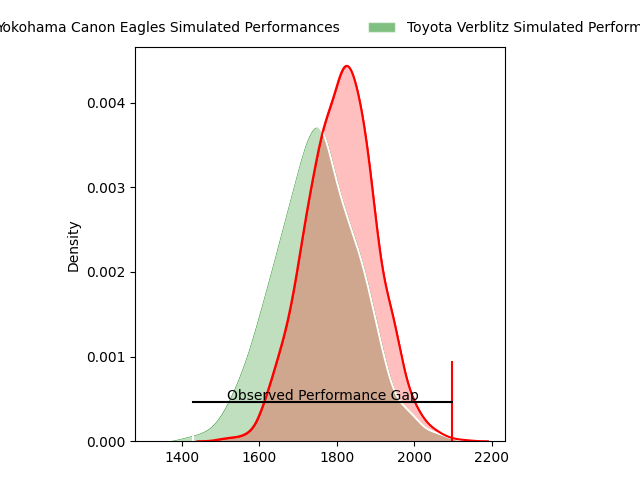 Yokohama Canon Eagles Simulated Performances
Toyota Verblitz Simulated Perform
0.004
0.003
0.002
0.001
0.000
Density
Observed Performance Gap
1400 1600 1800 2000 2200